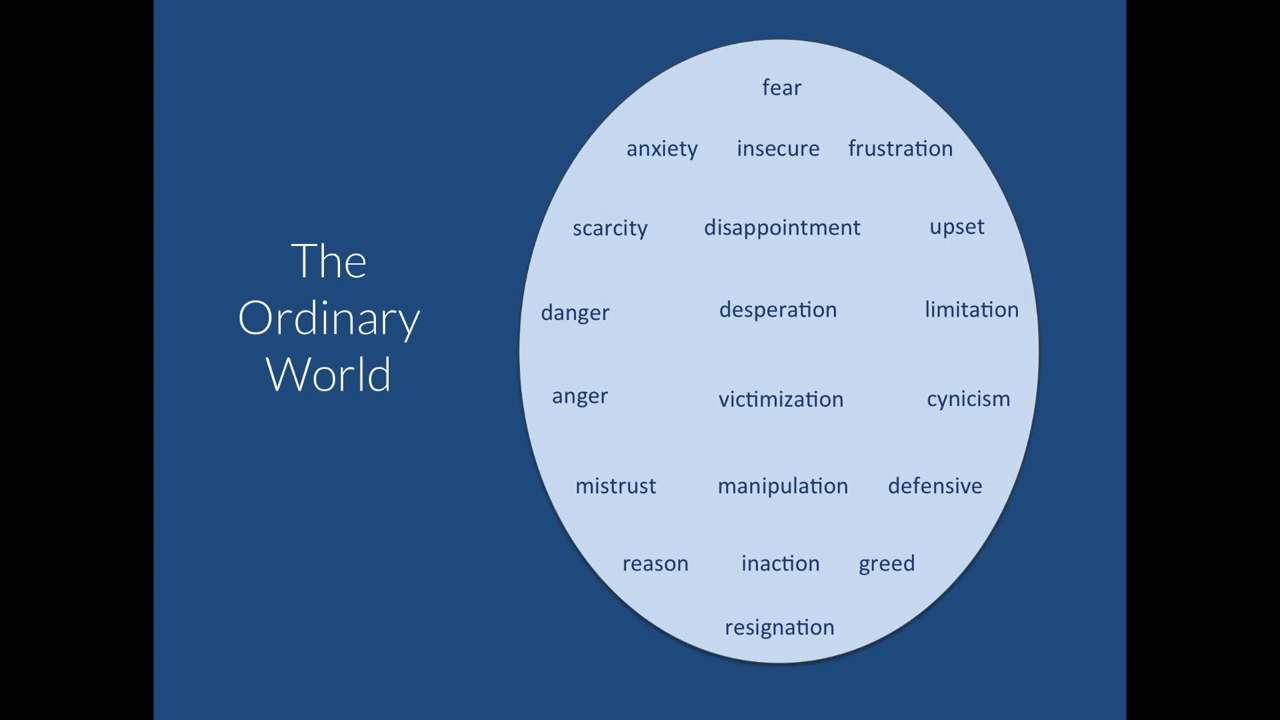 The
Ordinary
World
fear
anxiety insecure frustration
scarcity disappointment upset
danger desperation limitation
anger victimization cynicism
mistrust manipulation defensive
reason inaction greed
resignation